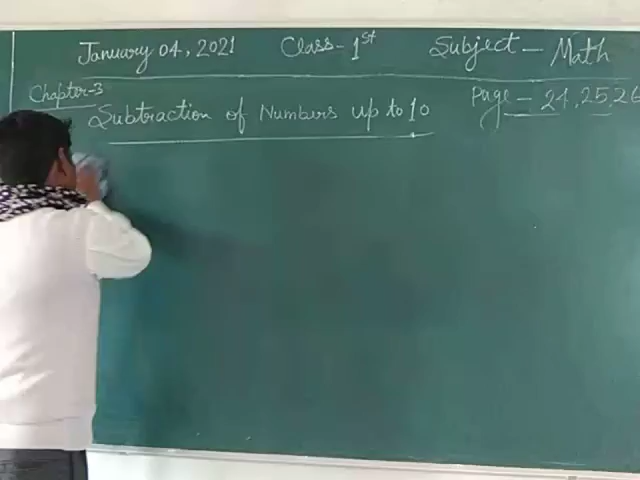 January 04, 2021 Class- 1st Subject - Math
Chapter-3
Subtraction of Numbers up to 10
Page - 24, 25, 26